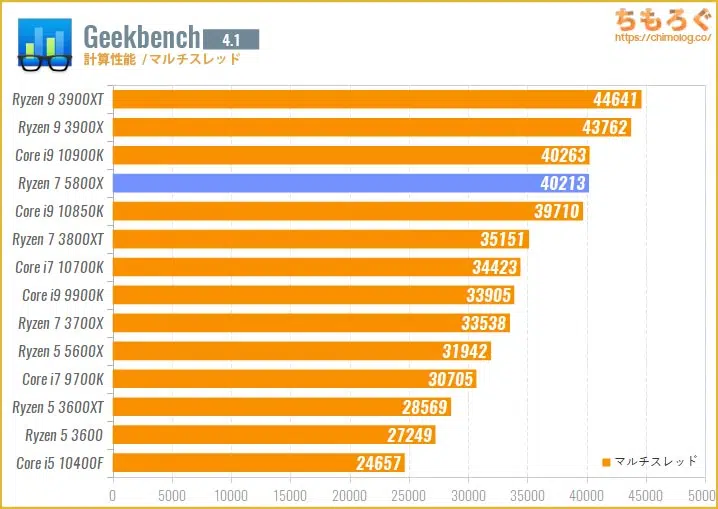 Geekbench 4.1
計算性能 / マルチスレッド
ちもろぐ
https://chimolog.co/
Ryzen 9 3900XT 44641
Ryzen 9 3900X 43762
Core i9 10900K 40263
Ryzen 7 5800X 40213
Core i9 10850K 39710
Ryzen 7 3800XT 35151
Core i7 10700K 34423
Core i9 9900K 33905
Ryzen 7 3700X 33538
Ryzen 5 5600X 31942
Core i7 9700K 30705
Ryzen 5 3600XT 28569
Ryzen 5 3600 27249
Core i5 10400F 24657
マルチスレッド
0 5000 10000 15000 20000 25000 30000 35000 40000 45000 5000